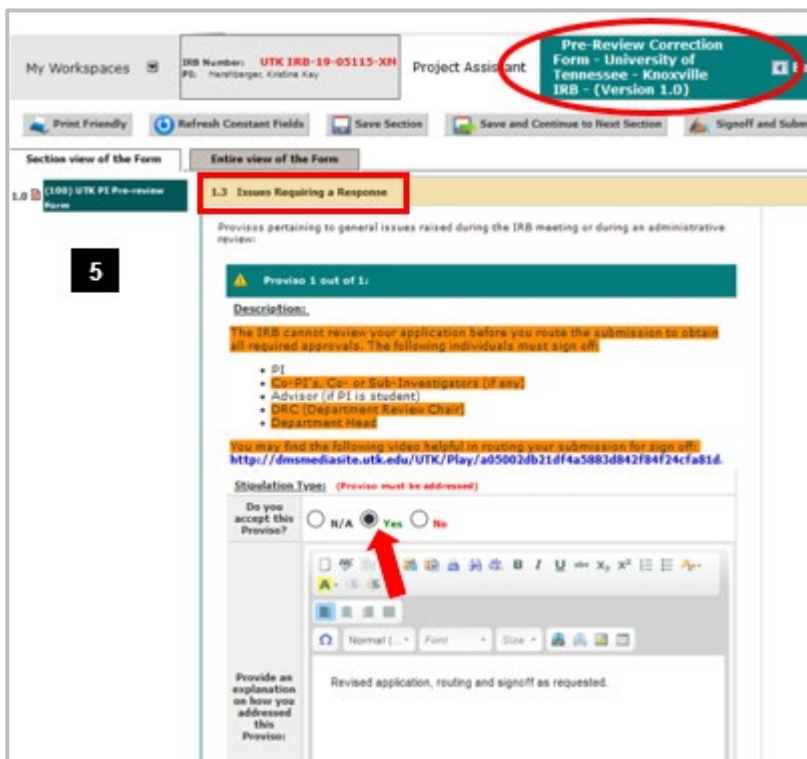 Pre-Review Correction
Form - University of
Tennessee - Knoxville
IRB - (Version 1.0)
My Workspaces
IRB Number: UTK IRB-19-05115-XM
PI: Hershberger, Kristine Kay
Project Assistant
Print Friendly
Refresh Constant Fields
Save Section
Save and Continue to Next Section
Signoff and Subm
Section view of the Form
Entire view of the Form
1.0 (100) UTK PI Pre-review
Form
1.3 Issues Requiring a Response
Provisos pertaining to general issues raised during the IRB meeting or during an administrative
review:
5
Proviso 1 out of 1:
Description:
The IRB cannot review your application before you route the submission to obtain
all required approvals. The following individuals must sign off:
• PI
• Co-PI's, Co- or Sub-Investigators (if any)
• Advisor (if PI is student)
• DRC (Department Review Chair)
• Department Head
You may find the following video helpful in routing your submission for sign off:
http://dmsmediasite.utk.edu/UTK/Play/a05002db21df4a5883d842f84f24cfa81d.
Stipulation Type: (Proviso must be addressed)
Do you
accept this
Proviso?
N/A Yes No
B I U abc x₂ x²
A
Ω Normal (... Font Size
Provide an
explanation
on how you
addressed
this
Proviso:
Revised application, routing and signoff as requested.